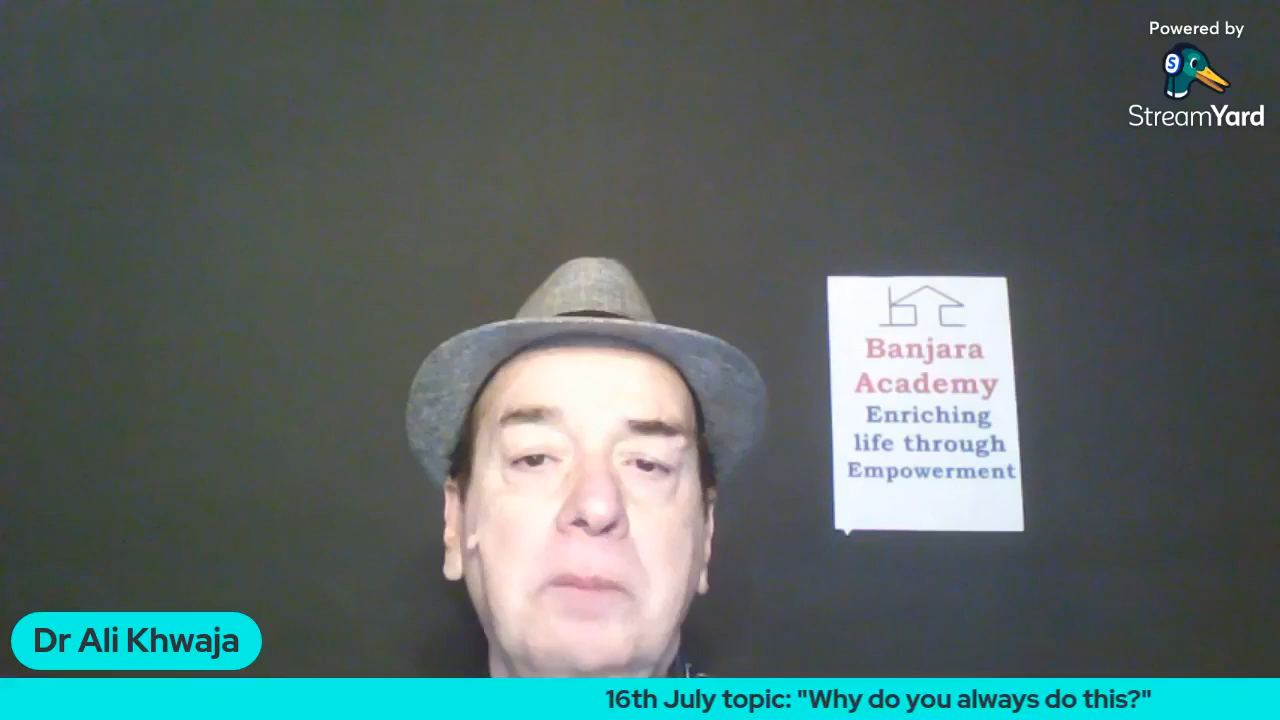 Powered by
S
StreamYard
Banjara
Academy
Enriching
life through
Empowerment
Dr Ali Khwaja
16th July topic: "Why do you always do this?"